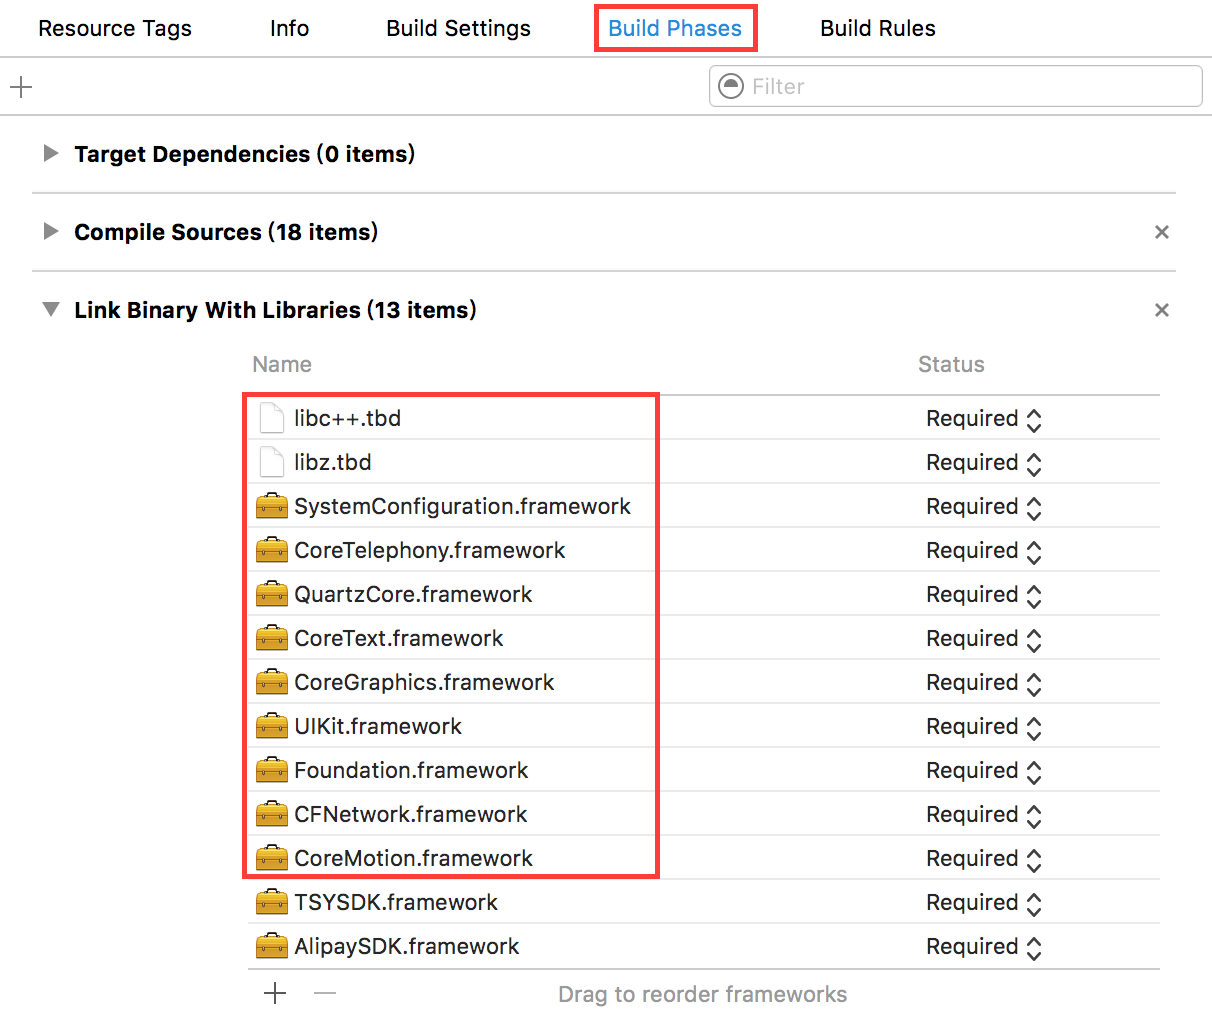 Resource Tags Info Build Settings Build Phases Build Rules
Filter
Target Dependencies (0 items)
Compile Sources (18 items)
Link Binary With Libraries (13 items)
Name Status
libc++.tbd Required
libz.tbd Required
SystemConfiguration.framework Required
CoreTelephony.framework Required
QuartzCore.framework Required
CoreText.framework Required
CoreGraphics.framework Required
UIKit.framework Required
Foundation.framework Required
CFNetwork.framework Required
CoreMotion.framework Required
TSYSDK.framework Required
AlipaySDK.framework Required
Drag to reorder frameworks